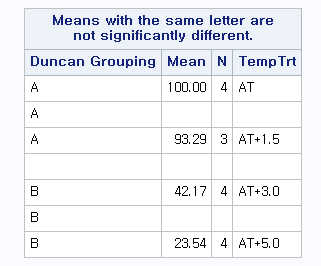 Means with the same letter are
not significantly different.
Duncan Grouping Mean N TempTrt
A 100.00 4 AT
A
A 93.29 3 AT+1.5
B 42.17 4 AT+3.0
B
B 23.54 4 AT+5.0